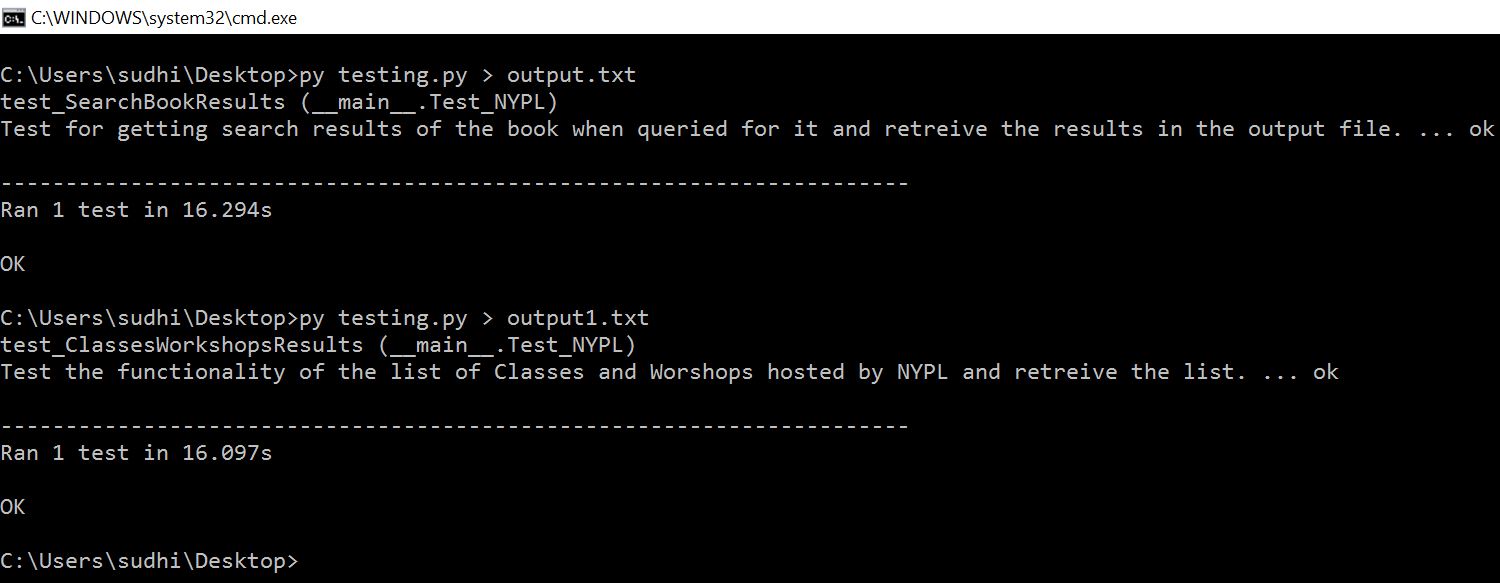 C:\WINDOWS\system32\cmd.exe
C:\Users\sudhi\Desktop>py testing.py > output.txt
test_SearchBookResults (__main__.Test_NYPL)
Test for getting search results of the book when queried for it and retreive the results in the output file. ... ok
----------------------------------------------------------------------
Ran 1 test in 16.294s
OK
C:\Users\sudhi\Desktop>py testing.py > output1.txt
test_ClassesWorkshopsResults (__main__.Test_NYPL)
Test the functionality of the list of Classes and Worshops hosted by NYPL and retreive the list. ... ok
----------------------------------------------------------------------
Ran 1 test in 16.097s
OK
C:\Users\sudhi\Desktop>